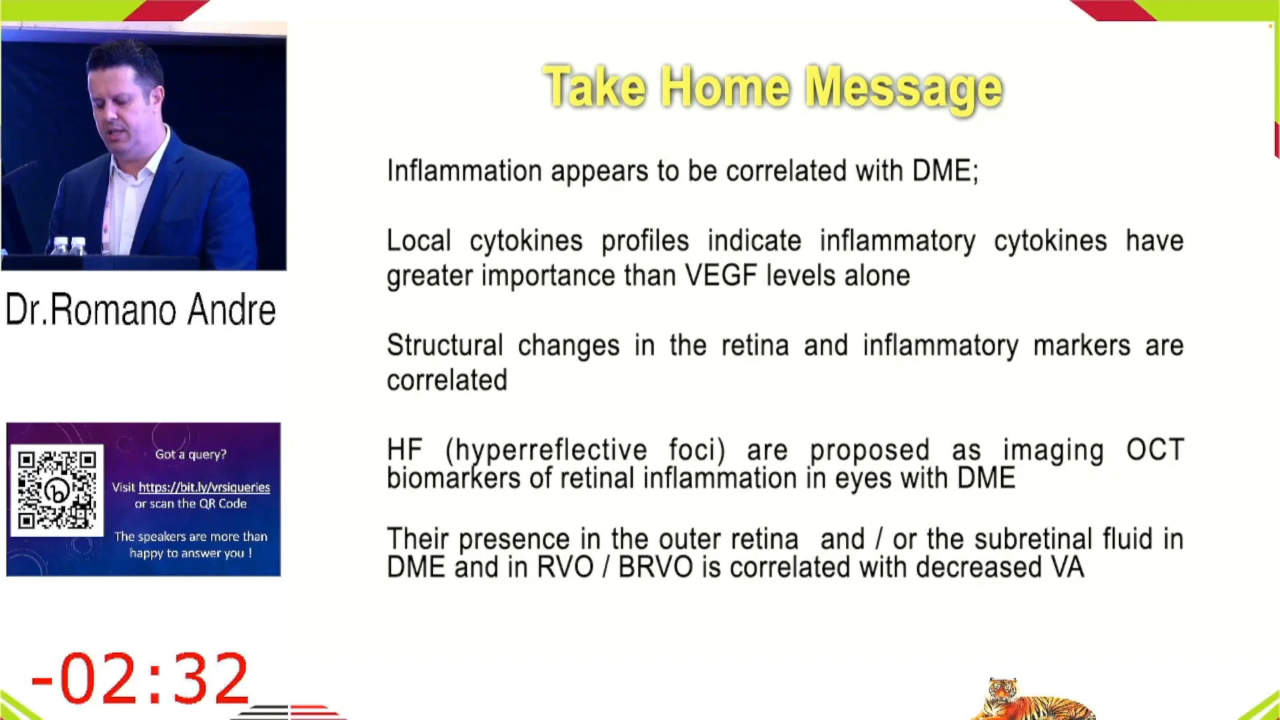 Take Home Message
Inflammation appears to be correlated with DME;
Local cytokines profiles indicate inflammatory cytokines have
greater importance than VEGF levels alone
Structural changes in the retina and inflammatory markers are
correlated
HF (hyperreflective foci) are proposed as imaging OCT
biomarkers of retinal inflammation in eyes with DME
Their presence in the outer retina and / or the subretinal fluid in
DME and in RVO / BRVO is correlated with decreased VA
Dr.Romano Andre
Got a query?
Visit https://bit.ly/vrsiqueries
or scan the QR Code
The speakers are more than
happy to answer you !
-02:32